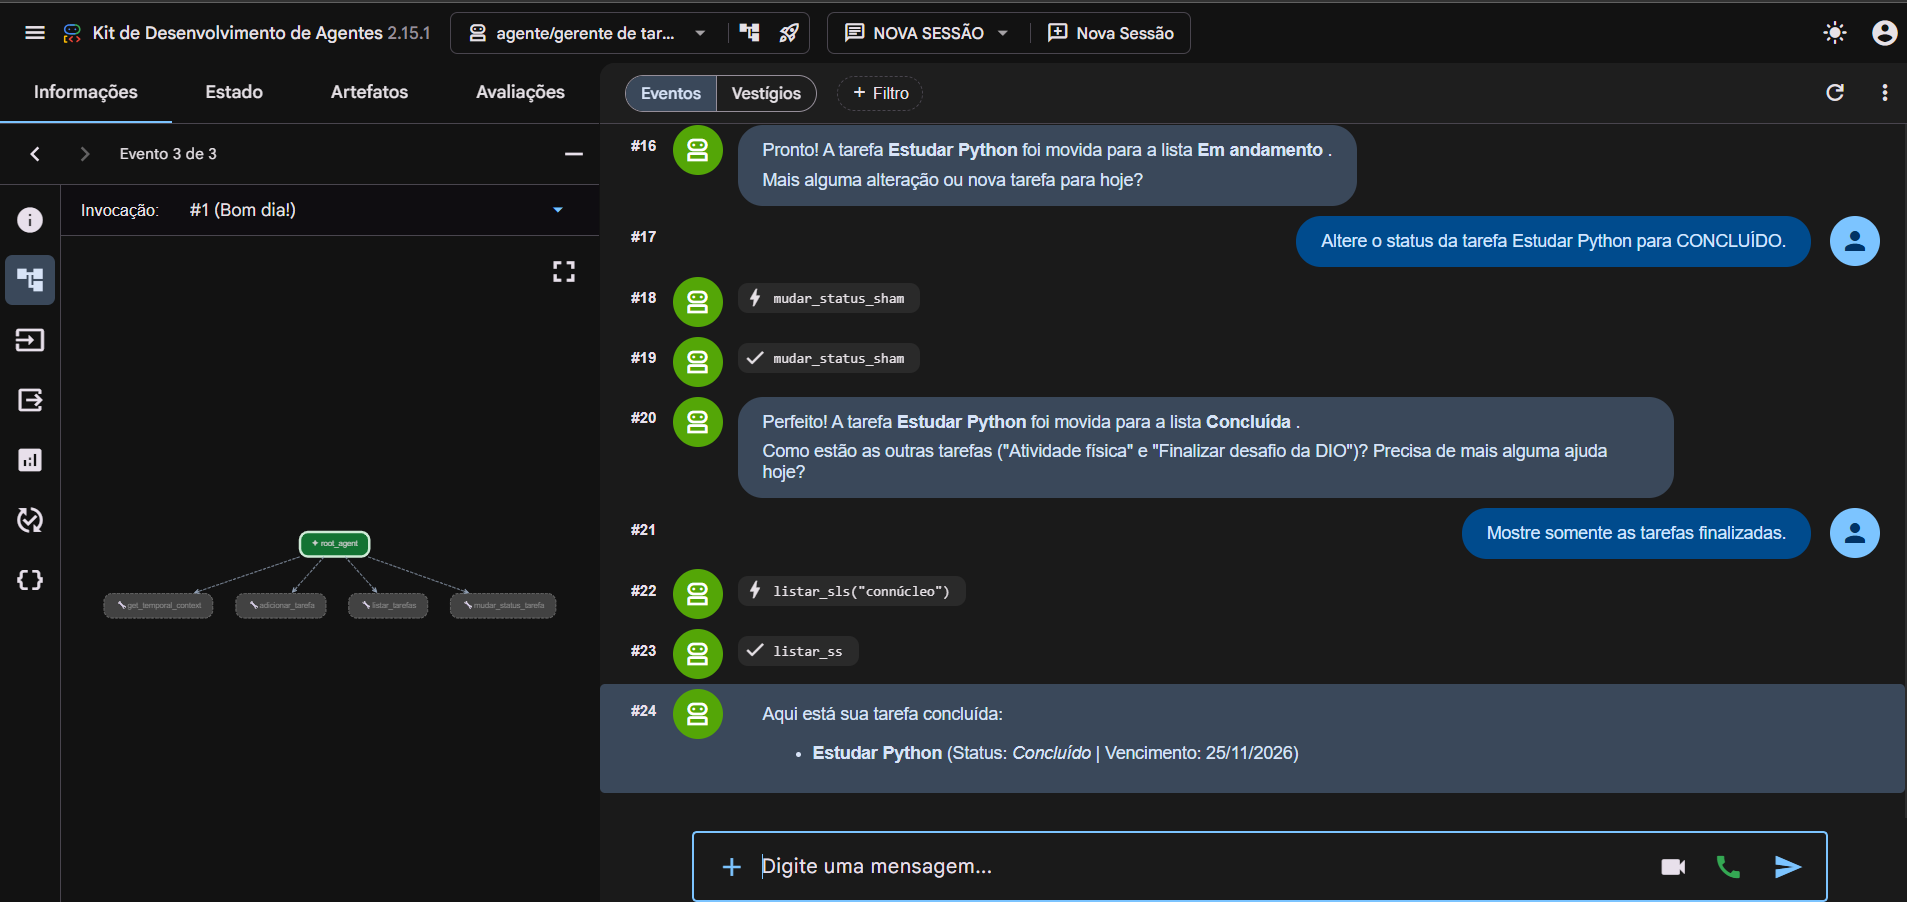 Kit de Desenvolvimento de Agentes 2.15.1
agente/gerente de tar...
NOVA SESSÃO
Nova Sessão
Informações
Estado
Artefatos
Avaliações
Eventos
Vestígios
+ Filtro
Evento 3 de 3
Invocação: #1 (Bom dia!)
root_agent
get_temporal_context
adicionar_tarefa
listar_tarefas
mudar_status_tarefa
#16
Pronto! A tarefa Estudar Python foi movida para a lista Em andamento .
Mais alguma alteração ou nova tarefa para hoje?
#17
Altere o status da tarefa Estudar Python para CONCLUÍDO.
#18
mudar_status_sham
#19
mudar_status_sham
#20
Perfeito! A tarefa Estudar Python foi movida para a lista Concluída .
Como estão as outras tarefas ("Atividade física" e "Finalizar desafio da DIO")? Precisa de mais alguma ajuda
hoje?
#21
Mostre somente as tarefas finalizadas.
#22
listar_sls("connúcleo")
#23
listar_ss
#24
Aqui está sua tarefa concluída:
• Estudar Python (Status: Concluído | Vencimento: 25/11/2026)
Digite uma mensagem...